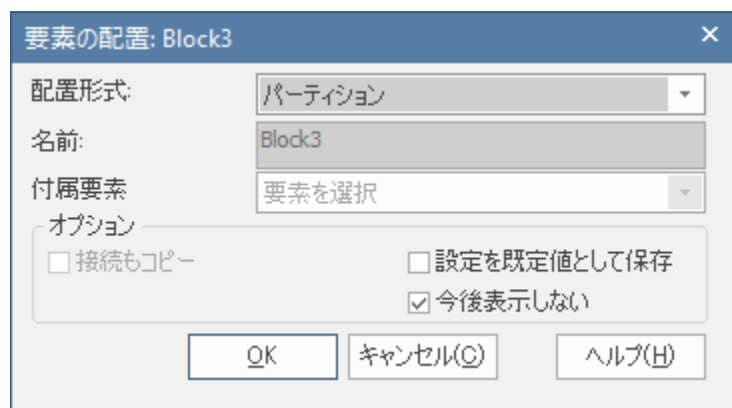 要素の配置: Block3
配置形式:
パーティション
名前:
Block3
付属要素
要素を選択
オプション
接続もコピー
設定を既定値として保存
今後表示しない
OK
キャンセル(C)
ヘルプ(H)